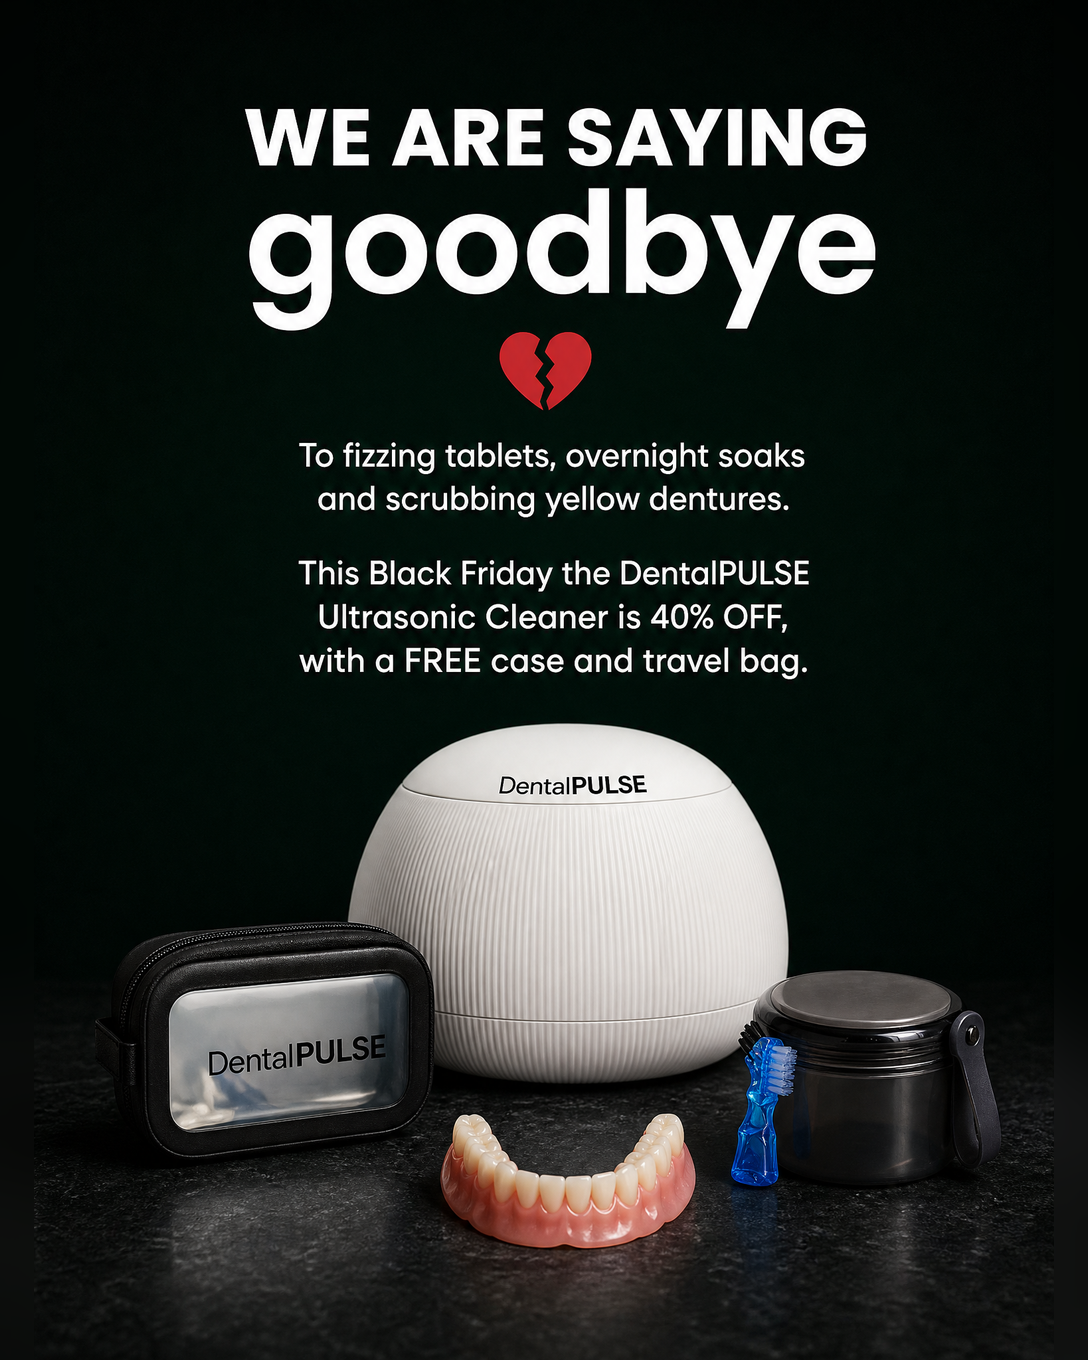 WE ARE SAYING
goodbye
To fizzing tablets, overnight soaks
and scrubbing yellow dentures.
This Black Friday the DentalPULSE
Ultrasonic Cleaner is 40% OFF,
with a FREE case and travel bag.
DentalPULSE
DentalPULSE